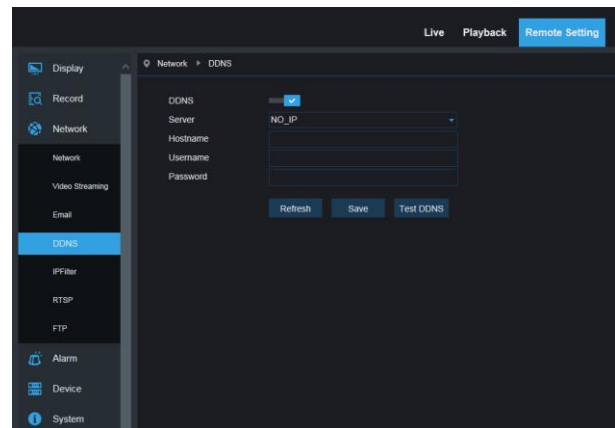 Live Playback Remote Setting
Display
Network DDNS
Record
DDNS
Server NO_IP
Network
Hostname
Network
Username
Password
Video Streaming
Refresh Save Test DDNS
Email
DDNS
IPFilter
RTSP
FTP
Alarm
Device
System